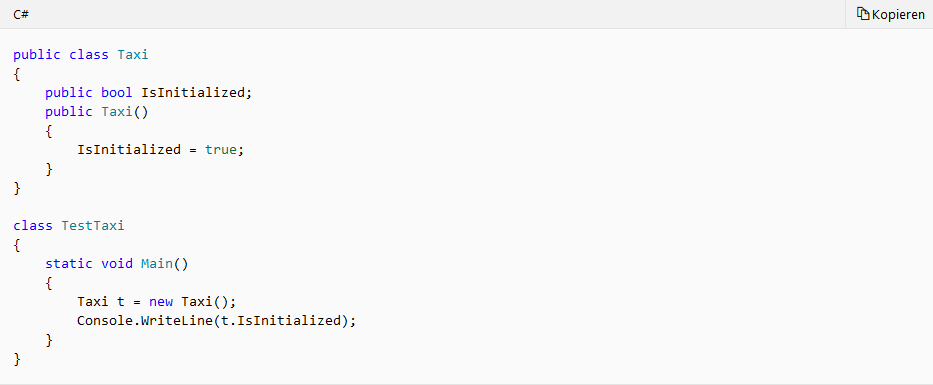 C#
Kopieren
public class Taxi
{
    public bool IsInitialized;
    public Taxi()
    {
        IsInitialized = true;
    }
}

class TestTaxi
{
    static void Main()
    {
        Taxi t = new Taxi();
        Console.WriteLine(t.IsInitialized);
    }
}